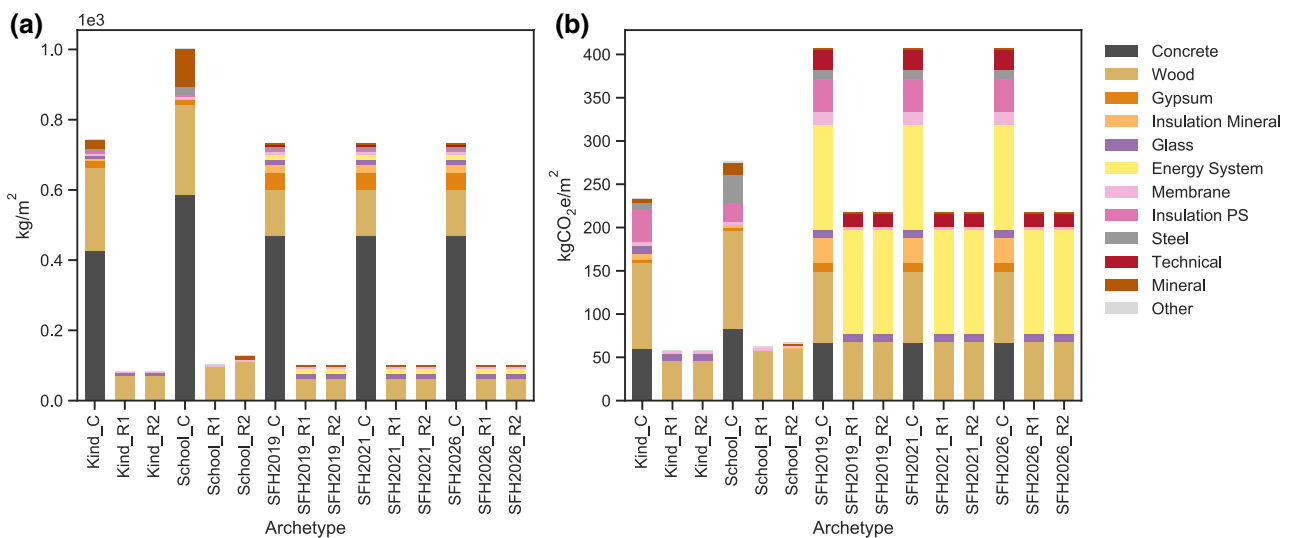 (a)
1e3
kg/m²
1.0
0.8
0.6
0.4
0.2
0.0
Kind_C
Kind_R1
Kind_R2
School_C
School_R1
School_R2
SFH2019_C
SFH2019_R1
SFH2019_R2
SFH2021_C
SFH2021_R1
SFH2021_R2
SFH2026_C
SFH2026_R1
SFH2026_R2
Archetype
(b)
kgCO₂e/m²
400
350
300
250
200
150
100
50
0
Kind_C
Kind_R1
Kind_R2
School_C
School_R1
School_R2
SFH2019_C
SFH2019_R1
SFH2019_R2
SFH2021_C
SFH2021_R1
SFH2021_R2
SFH2026_C
SFH2026_R1
SFH2026_R2
Archetype
Concrete
Wood
Gypsum
Insulation Mineral
Glass
Energy System
Membrane
Insulation PS
Steel
Technical
Mineral
Other